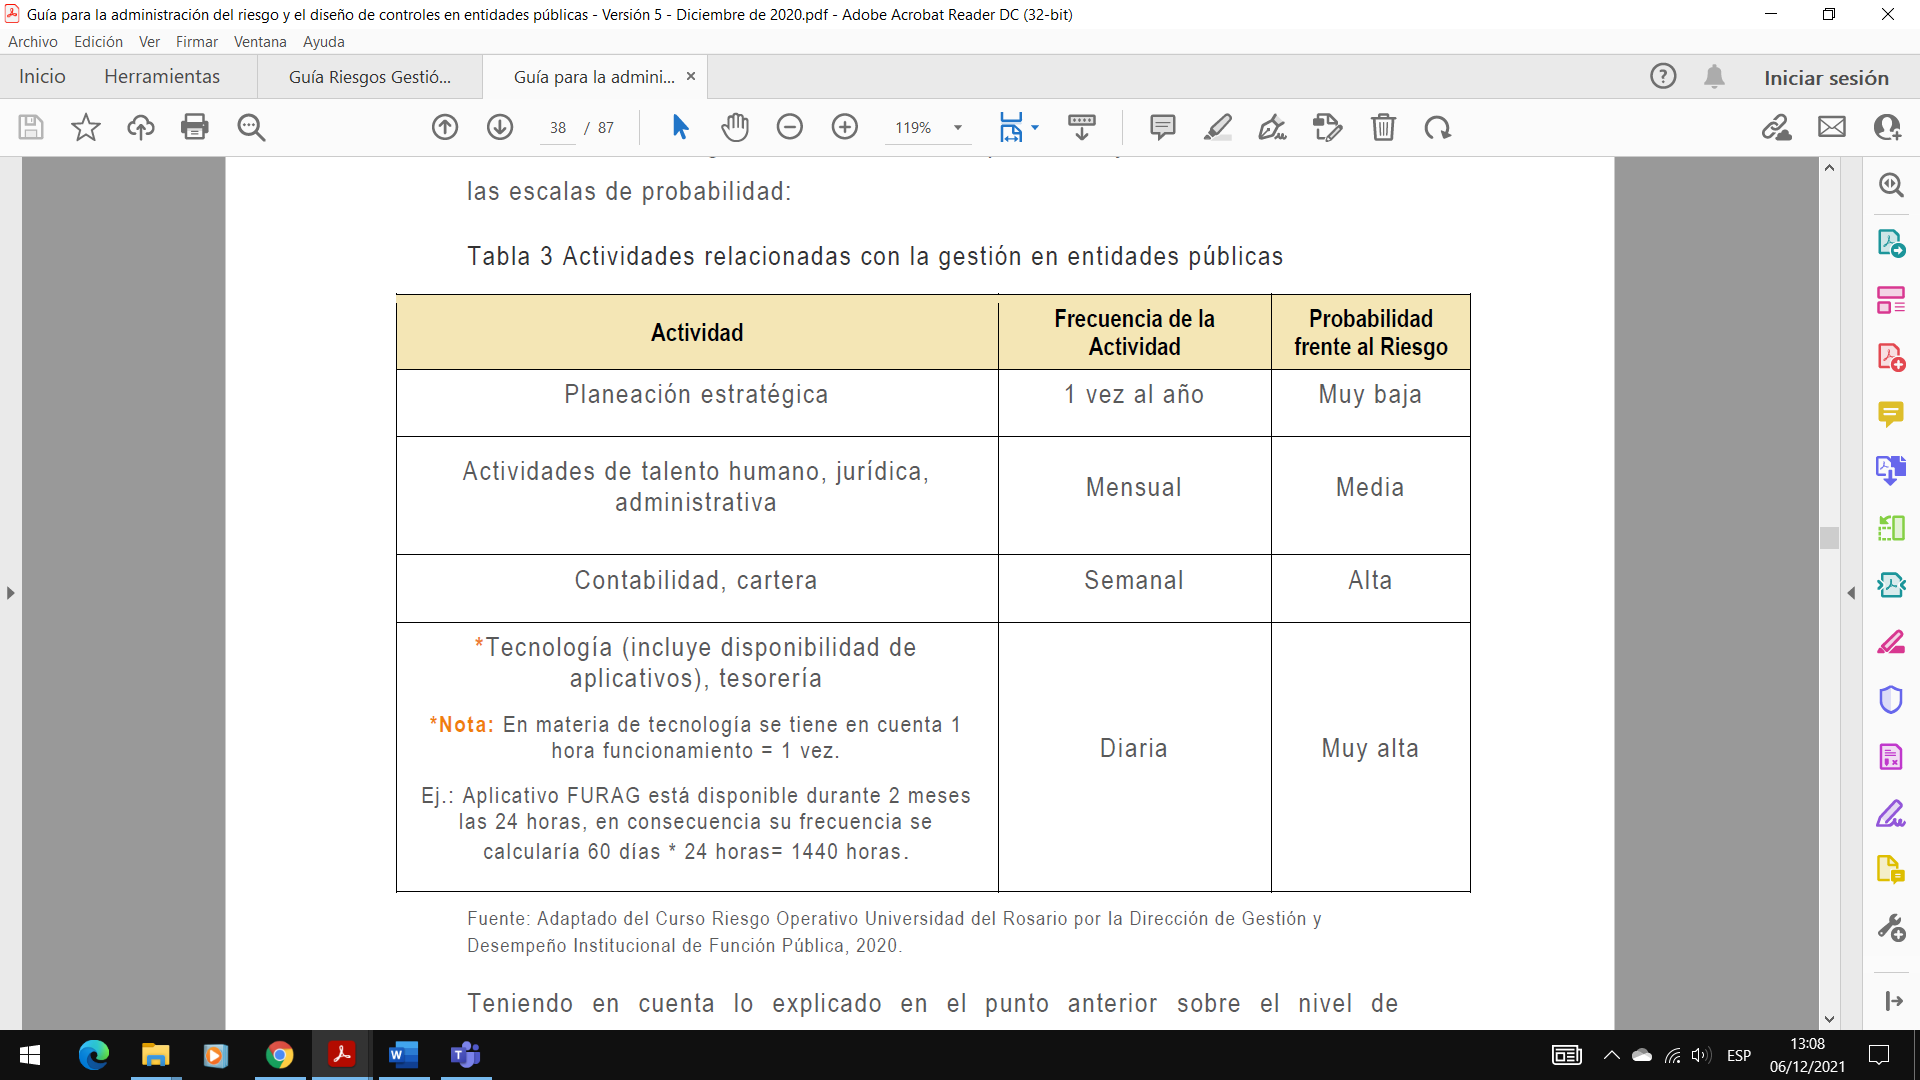 Guía para la administración del riesgo y el diseño de controles en entidades públicas - Versión 5 - Diciembre de 2020.pdf - Adobe Acrobat Reader DC (32-bit)
Archivo Edición Ver Firmar Ventana Ayuda
Inicio Herramientas Guía Riesgos Gestió... Guía para la admini... Iniciar sesión
38 / 87 119%
las escalas de probabilidad:
Tabla 3 Actividades relacionadas con la gestión en entidades públicas
Actividad
Frecuencia de la
Actividad
Probabilidad
frente al Riesgo
Planeación estratégica
1 vez al año
Muy baja
Actividades de talento humano, jurídica,
administrativa
Mensual
Media
Contabilidad, cartera
Semanal
Alta
*Tecnología (incluye disponibilidad de
aplicativos), tesorería
*Nota: En materia de tecnología se tiene en cuenta 1
hora funcionamiento = 1 vez.
Ej.: Aplicativo FURAG está disponible durante 2 meses
las 24 horas, en consecuencia su frecuencia se
calcularía 60 días * 24 horas= 1440 horas.
Diaria
Muy alta
Fuente: Adaptado del Curso Riesgo Operativo Universidad del Rosario por la Dirección de Gestión y
Desempeño Institucional de Función Pública, 2020.
Teniendo en cuenta lo explicado en el punto anterior sobre el nivel de
ESP
13:08
06/12/2021